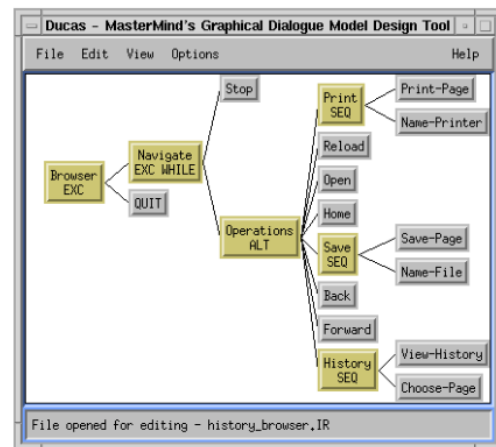 Ducas - MasterMind's Graphical Dialogue Model Design Tool
File Edit View Options Help
Browser
EXC
Navigate
EXC WHILE
QUIT
Stop
Operations
ALT
Print
SEQ
Reload
Open
Home
Save
SEQ
Back
Forward
History
SEQ
Print-Page
Name-Printer
Save-Page
Name-File
View-History
Choose-Page
File opened for editing - history_browser.IR